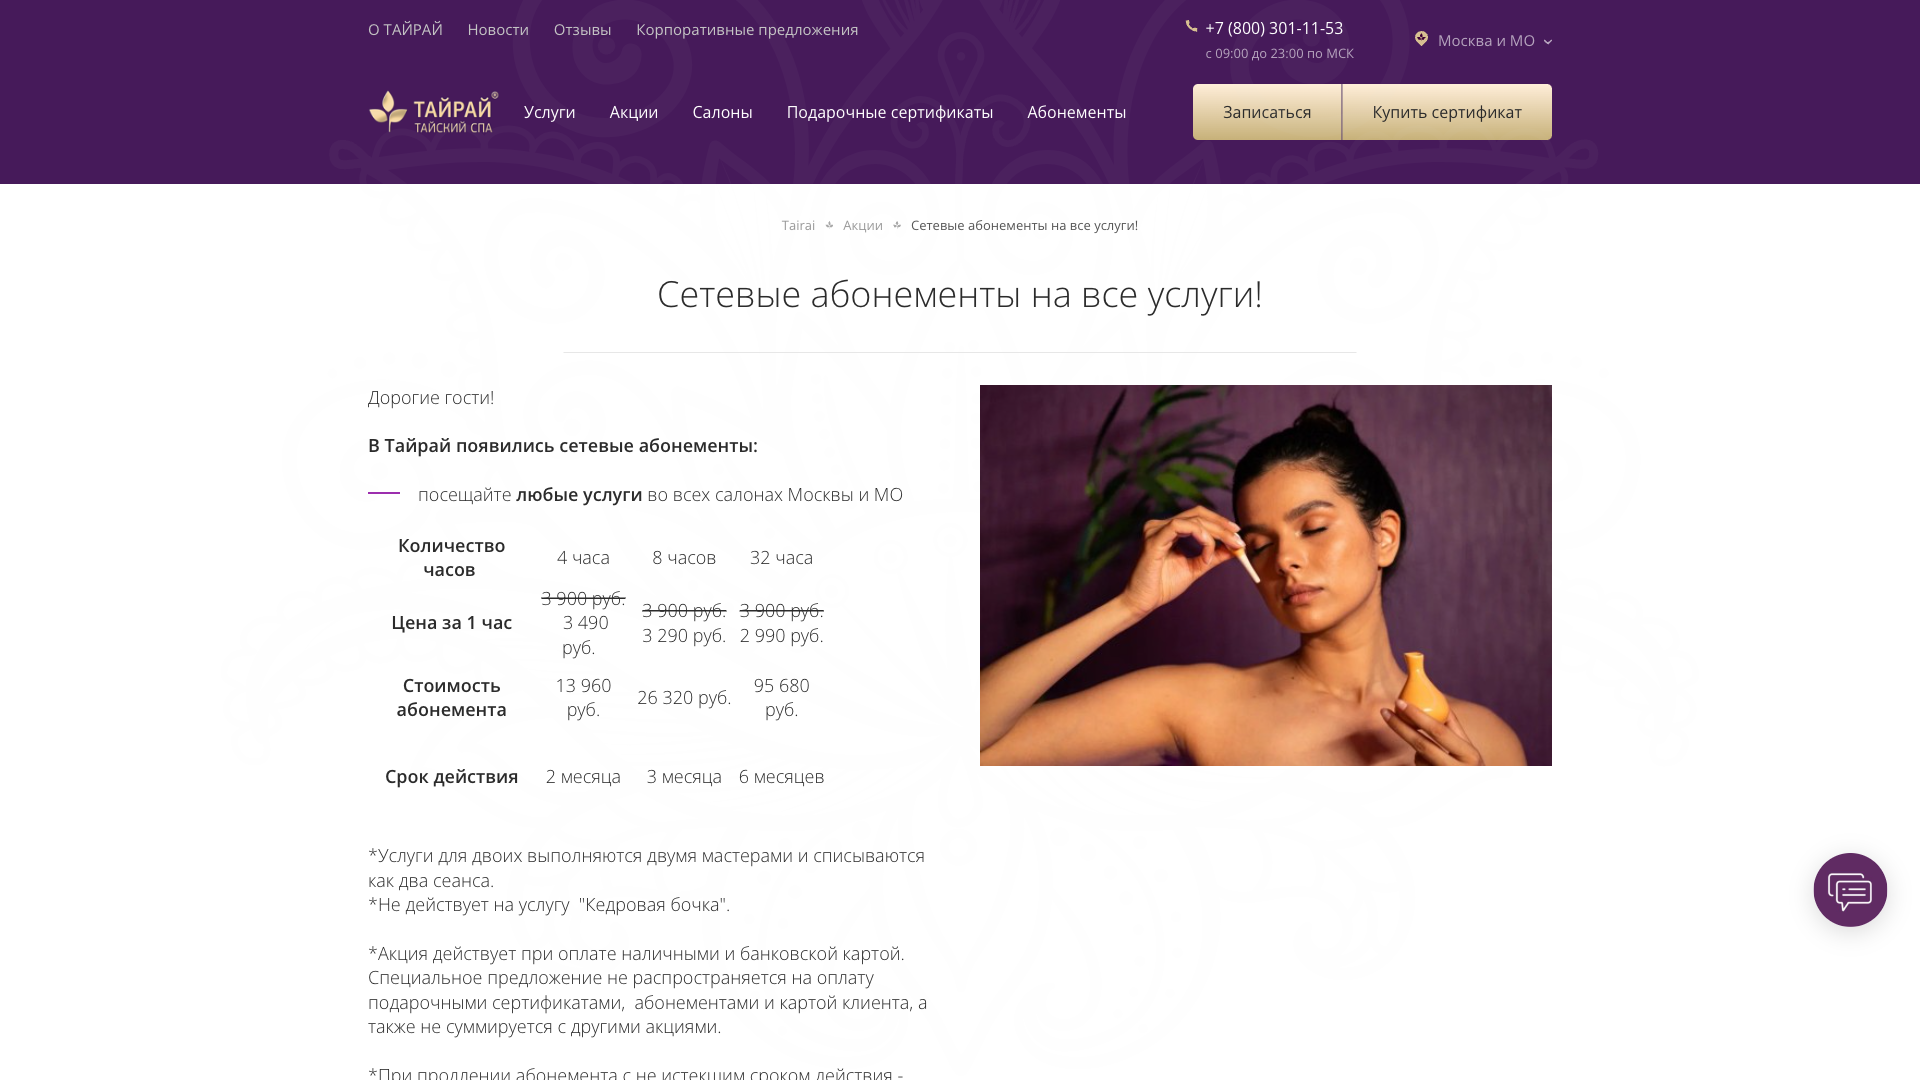 О ТАЙРАЙ Новости Отзывы Корпоративные предложения
+7 (800) 301-11-53
с 09:00 до 23:00 по МСК
Москва и МО
ТАЙРАЙ®
ТАЙСКИЙ СПА
Услуги Акции Салоны Подарочные сертификаты Абонементы
Записаться Купить сертификат
Tairai Акции Сетевые абонементы на все услуги!
Сетевые абонементы на все услуги!
Дорогие гости!
В Тайрай появились сетевые абонементы:
посещайте любые услуги во всех салонах Москвы и МО
Количество часов 4 часа 8 часов 32 часа
Цена за 1 час 3 900 руб. 3 490 руб. 3 900 руб. 3 290 руб. 3 900 руб. 2 990 руб.
Стоимость абонемента 13 960 руб. 26 320 руб. 95 680 руб.
Срок действия 2 месяца 3 месяца 6 месяцев
*Услуги для двоих выполняются двумя мастерами и списываются
как два сеанса.
*Не действует на услугу "Кедровая бочка".
*Акция действует при оплате наличными и банковской картой.
Специальное предложение не распространяется на оплату
подарочными сертификатами, абонементами и картой клиента, а
также не суммируется с другими акциями.
*При продлении абонемента с не истекшим сроком действия -